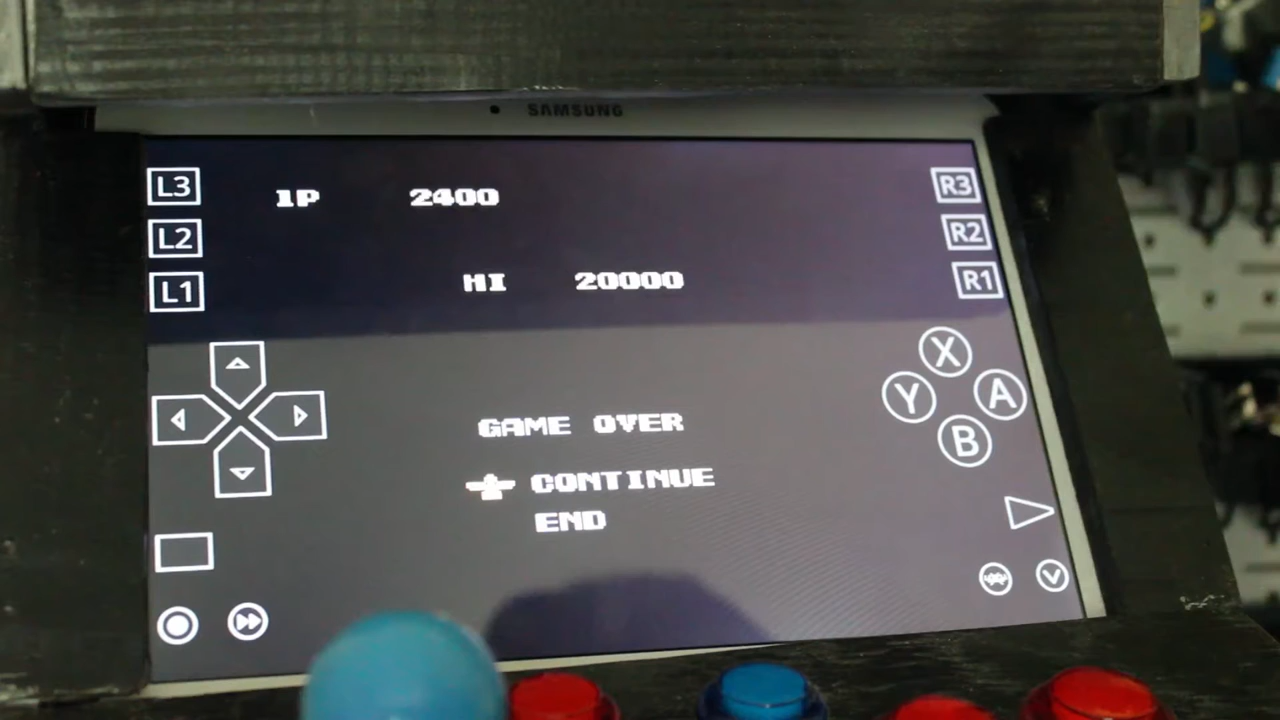 SAMSUNG
L3
1P 2400
R3
L2
R2
L1
HI 20000
R1
X
Y
A
B
GAME OVER
CONTINUE
END